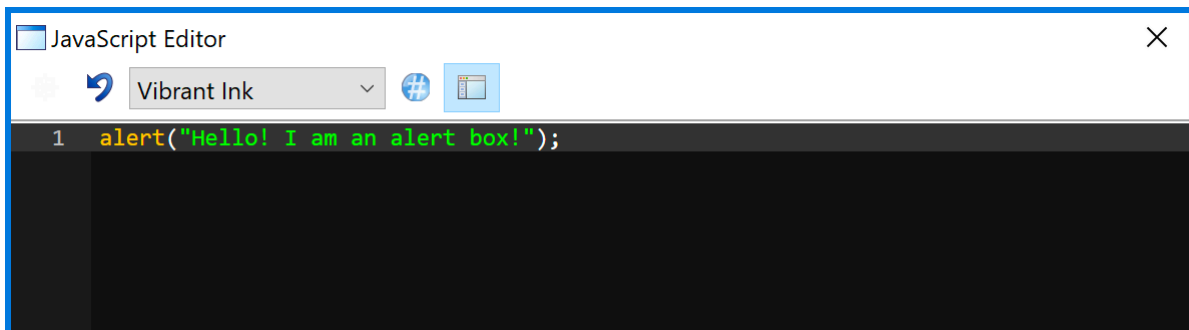 JavaScript Editor
Vibrant Ink
#
1 alert("Hello! I am an alert box!");